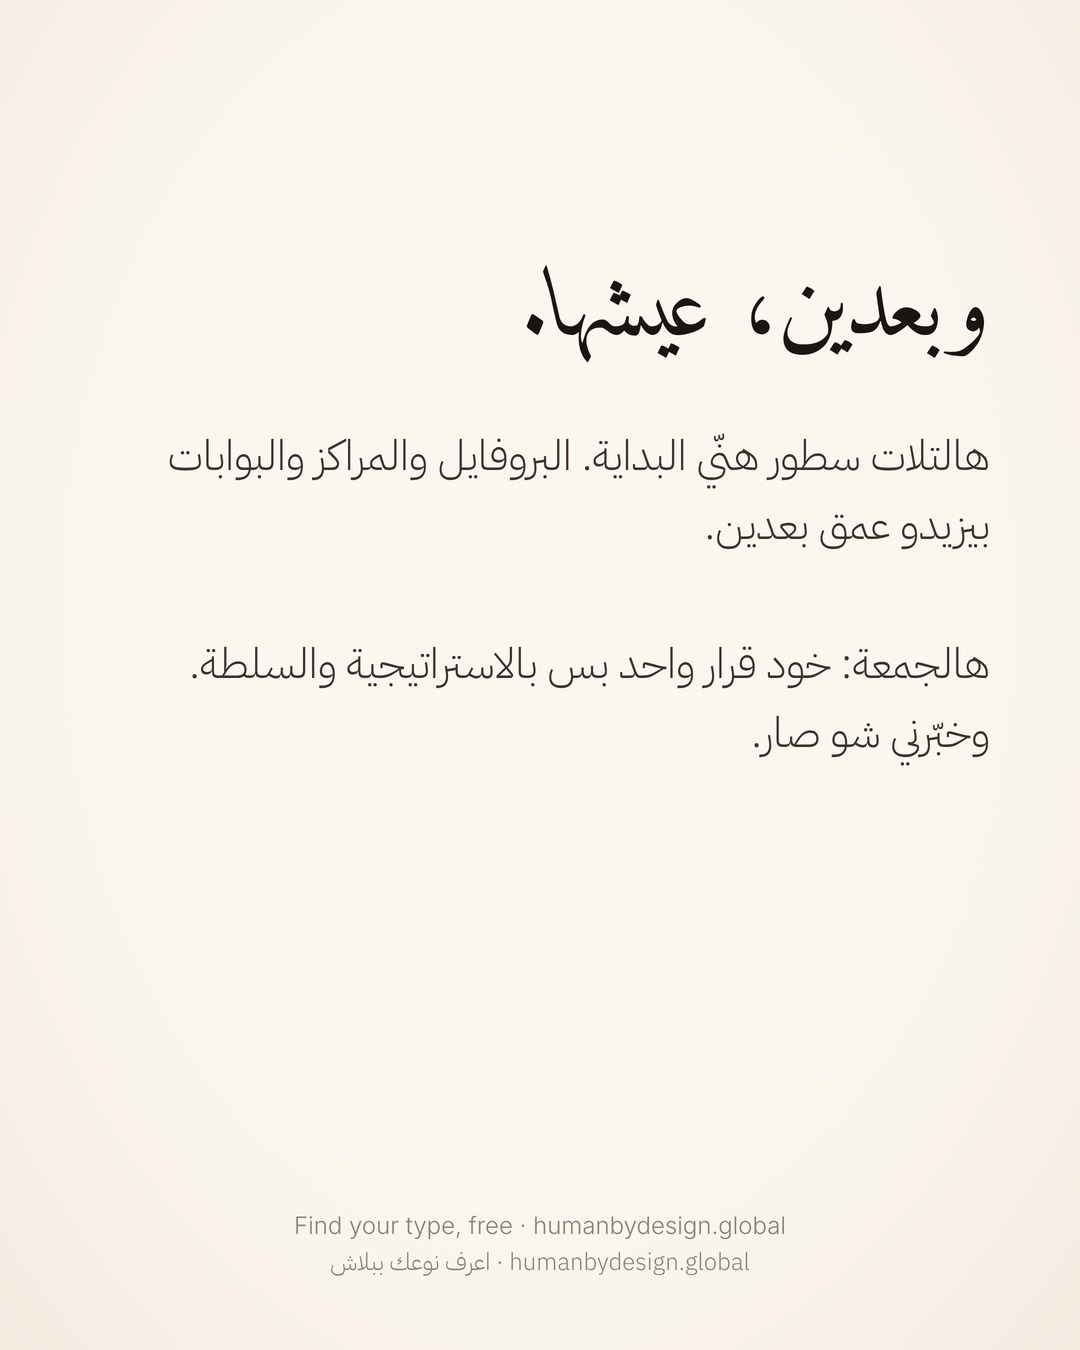 وبعدين، عيشها.
هالتلات سطور هنّي البداية. البروفايل والمراكز والبوابات
بيزيدو عمق بعدين.
هالجمعة: خود قرار واحد بس بالاستراتيجية والسلطة.
وخبّرني شو صار.
Find your type, free · humanbydesign.global
اعرف نوعك ببلاش · humanbydesign.global